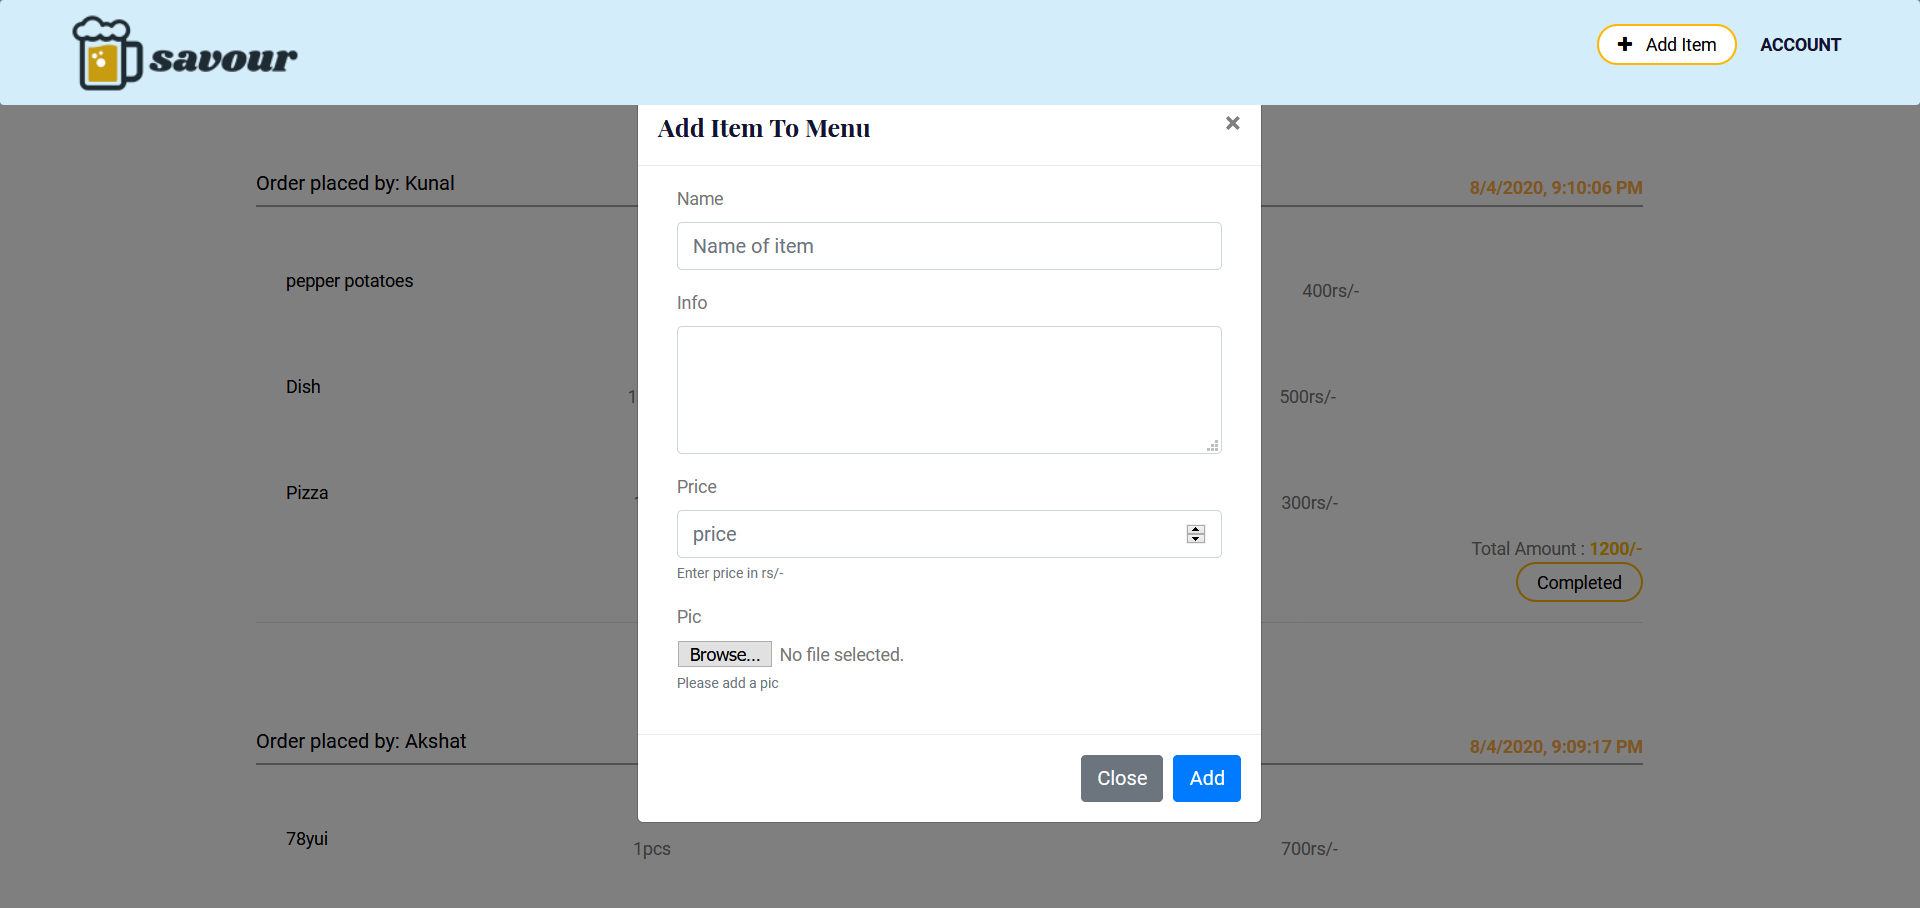 savour
Add Item
ACCOUNT
Add Item To Menu
×
Order placed by: Kunal
8/4/2020, 9:10:06 PM
Name
Name of item
pepper potatoes
400rs/-
Info
Dish
1
500rs/-
Price
Pizza
300rs/-
price
Total Amount : 1200/-
Enter price in rs/-
Completed
Pic
Browse...
No file selected.
Please add a pic
Order placed by: Akshat
8/4/2020, 9:09:17 PM
Close
Add
78yui
1pcs
700rs/-